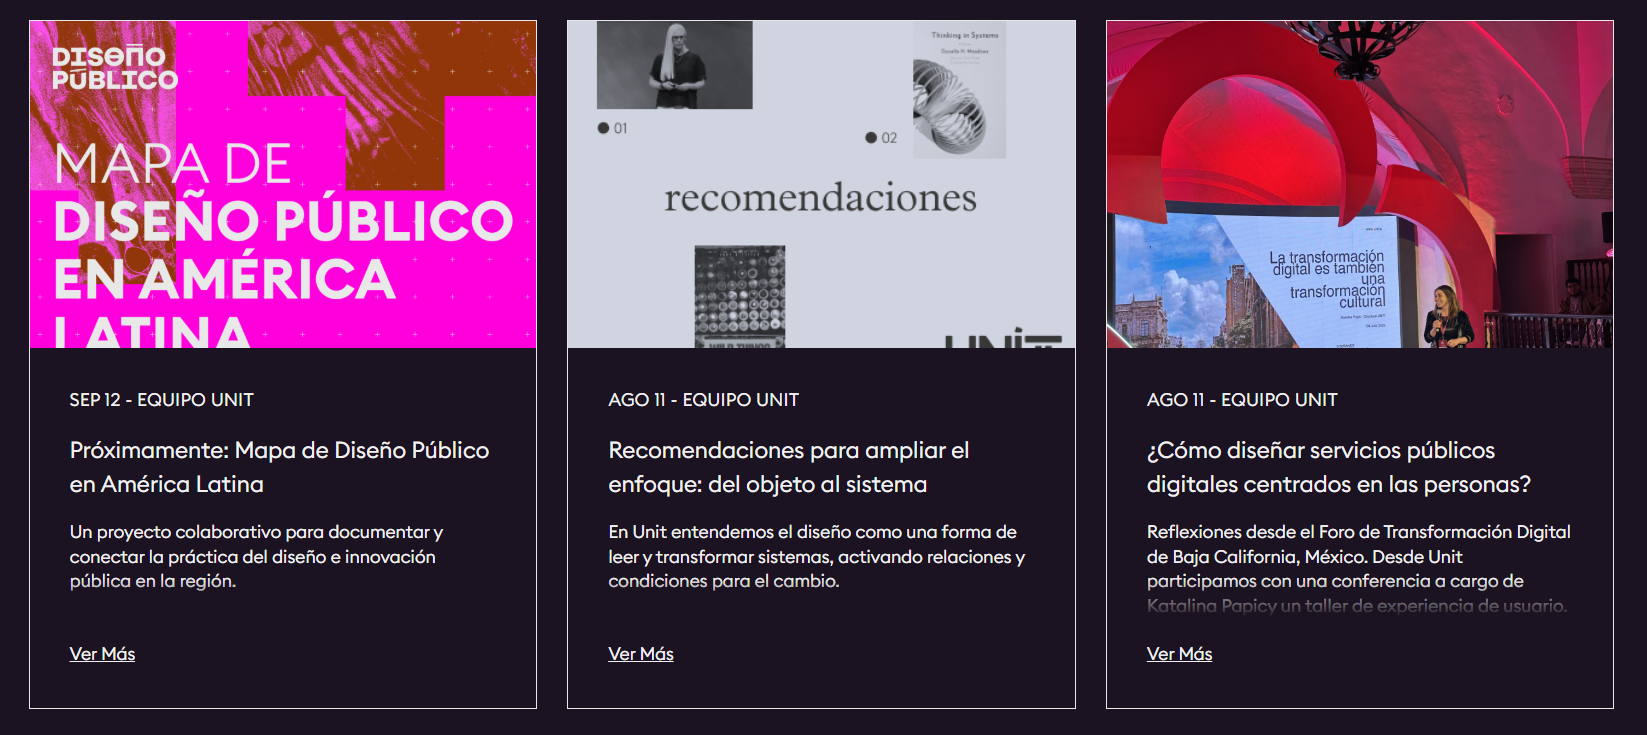 DISEÑO
PÚBLICO
MAPA DE
DISEÑO PÚBLICO
EN AMÉRICA
LATINA
SEP 12 - EQUIPO UNIT
Próximamente: Mapa de Diseño Público
en América Latina
Un proyecto colaborativo para documentar y
conectar la práctica del diseño e innovación
pública en la región.
Ver Más
Thinking in Systems
Donella H. Meadows
01
02
recomendaciones
WILD THINGS
UNIT
AGO 11 - EQUIPO UNIT
Recomendaciones para ampliar el
enfoque: del objeto al sistema
En Unit entendemos el diseño como una forma de
leer y transformar sistemas, activando relaciones y
condiciones para el cambio.
Ver Más
La transformación
digital es también
una
transformación
cultural
AGO 11 - EQUIPO UNIT
¿Cómo diseñar servicios públicos
digitales centrados en las personas?
Reflexiones desde el Foro de Transformación Digital
de Baja California, México. Desde Unit
participamos con una conferencia a cargo de
Katalina Papicy un taller de experiencia de usuario.
Ver Más